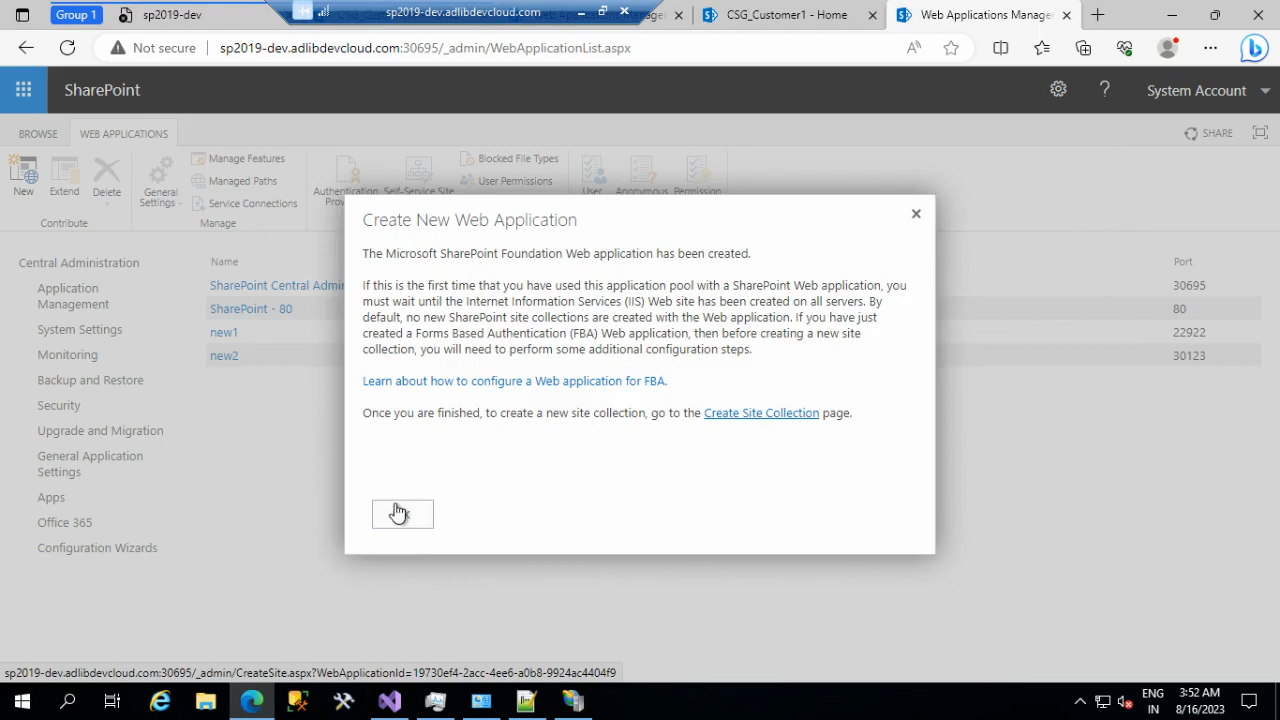 Group 1
sp2019-dev
sp2019-dev.adlibdevcloud.com
CSG_Customer1 - Home
Web Applications Manage
Not secure
sp2019-dev.adlibdevcloud.com:30695/_admin/WebApplicationList.aspx
SharePoint
System Account
BROWSE
WEB APPLICATIONS
SHARE
New
Extend
Delete
General Settings
Manage Features
Managed Paths
Service Connections
Authentication
Self-Service Site
Blocked File Types
User Permissions
User
Anonymous
Permission
Contribute
Manage
Central Administration
Application
Management
System Settings
Monitoring
Backup and Restore
Security
Upgrade and Migration
General Application
Settings
Apps
Office 365
Configuration Wizards
Name
Port
SharePoint Central Admin
30695
SharePoint - 80
80
new1
22922
new2
30123
Create New Web Application
The Microsoft SharePoint Foundation Web application has been created.
If this is the first time that you have used this application pool with a SharePoint Web application, you
must wait until the Internet Information Services (IIS) Web site has been created on all servers. By
default, no new SharePoint site collections are created with the Web application. If you have just
created a Forms Based Authentication (FBA) Web application, then before creating a new site
collection, you will need to perform some additional configuration steps.
Learn about how to configure a Web application for FBA.
Once you are finished, to create a new site collection, go to the Create Site Collection page.
sp2019-dev.adlibdevcloud.com:30695/_admin/CreateSite.aspx?WebApplicationId=19730ef4-2acc-4ee6-a0b8-9924ac4404f9
ENG
IN
3:52 AM
8/16/2023